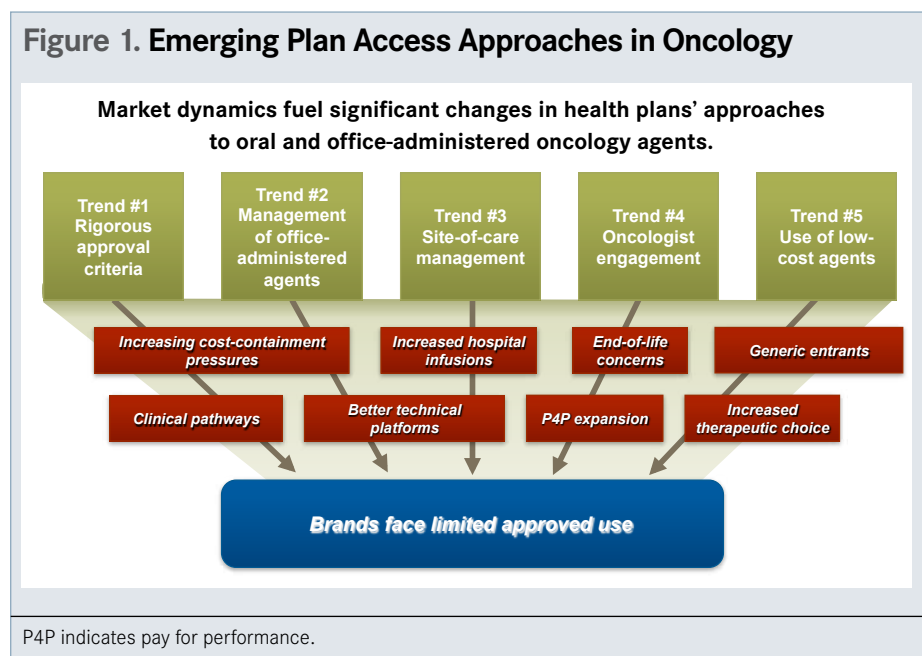 Figure 1. Emerging Plan Access Approaches in Oncology
Market dynamics fuel significant changes in health plans’ approaches
to oral and office-administered oncology agents.
Trend #1
Rigorous
approval
criteria
Trend #2
Management
of office-
administered
agents
Trend #3
Site-of-care
management
Trend #4
Oncologist
engagement
Trend #5
Use of low-
cost agents
Increasing cost-containment
pressures
Increased hospital
infusions
End-of-life
concerns
Generic entrants
Clinical pathways
Better technical
platforms
P4P expansion
Increased
therapeutic choice
Brands face limited approved use
P4P indicates pay for performance.